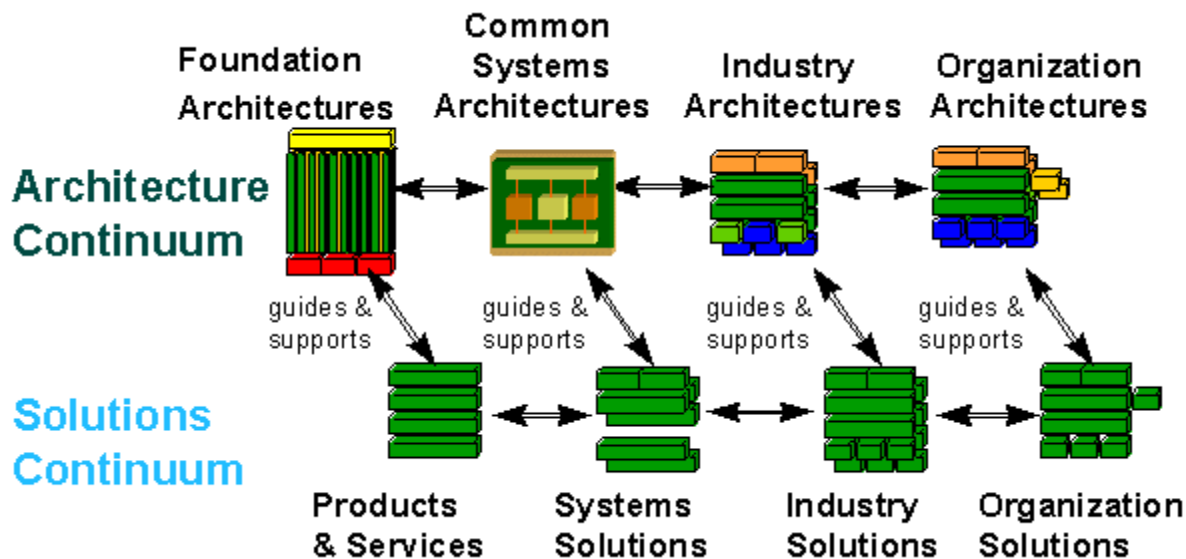 Foundation
Architectures
Common
Systems
Architectures
Industry
Architectures
Organization
Architectures
Architecture
Continuum
guides &
supports
guides &
supports
guides &
supports
guides &
supports
Solutions
Continuum
Products
& Services
Systems
Solutions
Industry
Solutions
Organization
Solutions